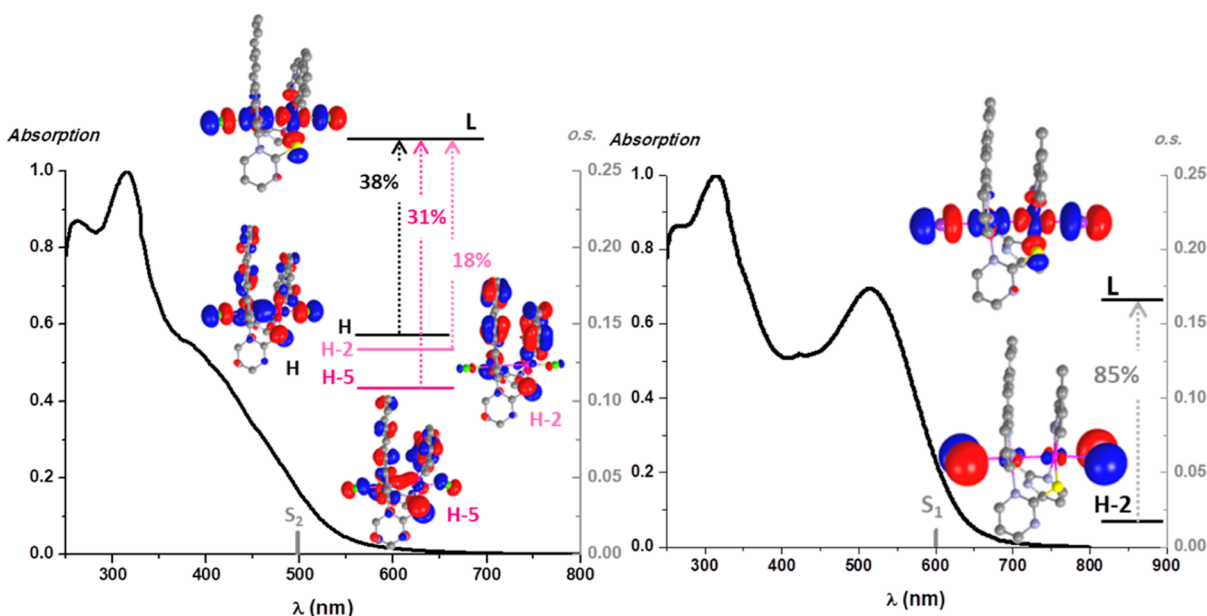 Absorption
o.s.
1.0
0.8
0.6
0.4
0.2
0.0
0.25
0.20
0.15
0.10
0.05
0.00
300 400 500 600 700 800
λ (nm)
L
38%
31%
18%
H
H-2
H-5
H
H-2
H-5
S2
Absorption
o.s.
1.0
0.8
0.6
0.4
0.2
0.0
0.25
0.20
0.15
0.10
0.05
0.00
300 400 500 600 700 800 900
λ (nm)
L
85%
H-2
S1